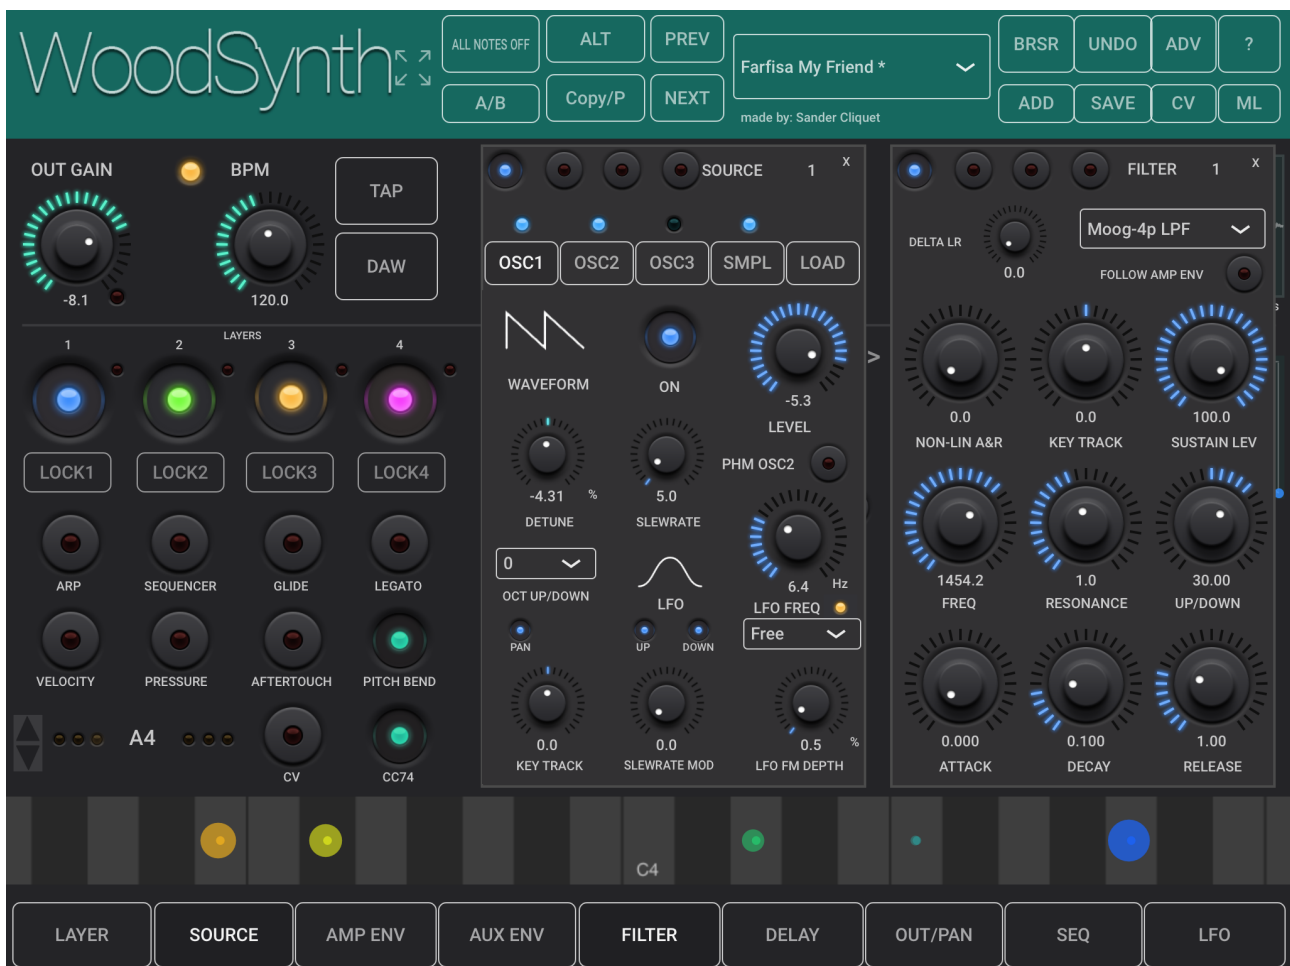 WoodSynth
ALL NOTES OFF
ALT
PREV
A/B
Copy/P
NEXT
Farfisa My Friend *
made by: Sander Cliquet
BRSR
UNDO
ADV
?
ADD
SAVE
CV
ML
OUT GAIN
BPM
TAP
DAW
-8.1
120.0
LAYERS
1
2
3
4
LOCK1
LOCK2
LOCK3
LOCK4
ARP
SEQUENCER
GLIDE
LEGATO
VELOCITY
PRESSURE
AFTERTOUCH
PITCH BEND
A4
CV
CC74
SOURCE 1 x
OSC1
OSC2
OSC3
SMPL
LOAD
WAVEFORM
ON
-5.3
LEVEL
PHM OSC2
-4.31 %
DETUNE
5.0
SLEWRATE
0
OCT UP/DOWN
LFO
6.4 Hz
LFO FREQ
Free
PAN
UP
DOWN
0.0
KEY TRACK
0.0
SLEWRATE MOD
0.5 %
LFO FM DEPTH
>
FILTER 1 x
DELTA LR
0.0
Moog-4p LPF
FOLLOW AMP ENV
s
0.0
NON-LIN A&R
0.0
KEY TRACK
100.0
SUSTAIN LEV
1454.2
FREQ
1.0
RESONANCE
30.00
UP/DOWN
0.000
ATTACK
0.100
DECAY
1.00
RELEASE
C4
LAYER
SOURCE
AMP ENV
AUX ENV
FILTER
DELAY
OUT/PAN
SEQ
LFO